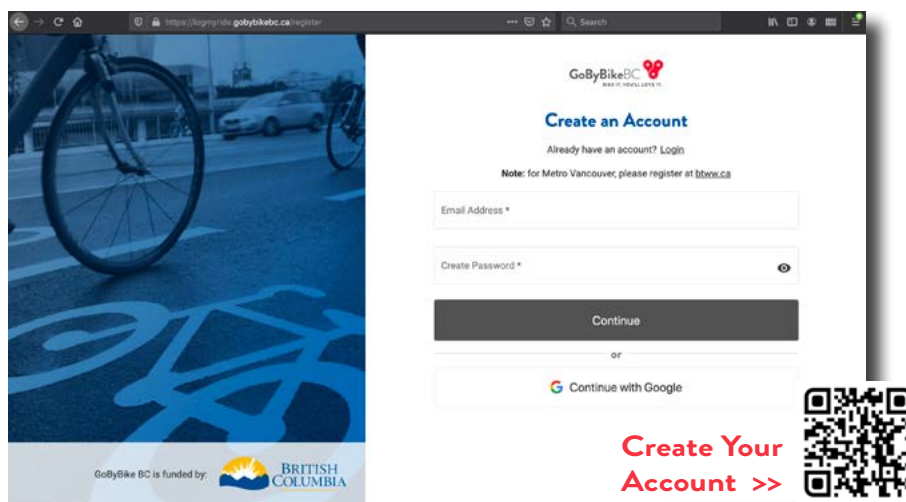 https://logmyride.gobybikebc.ca/register
Search
GoByBikeBC
BIKE IT. YOU'LL LOVE IT.
Create an Account
Already have an account? Login
Note: for Metro Vancouver, please register at btww.ca
Email Address *
Create Password *
Continue
or
Continue with Google
GoByBike BC is funded by:
BRITISH
COLUMBIA
Create Your
Account >>